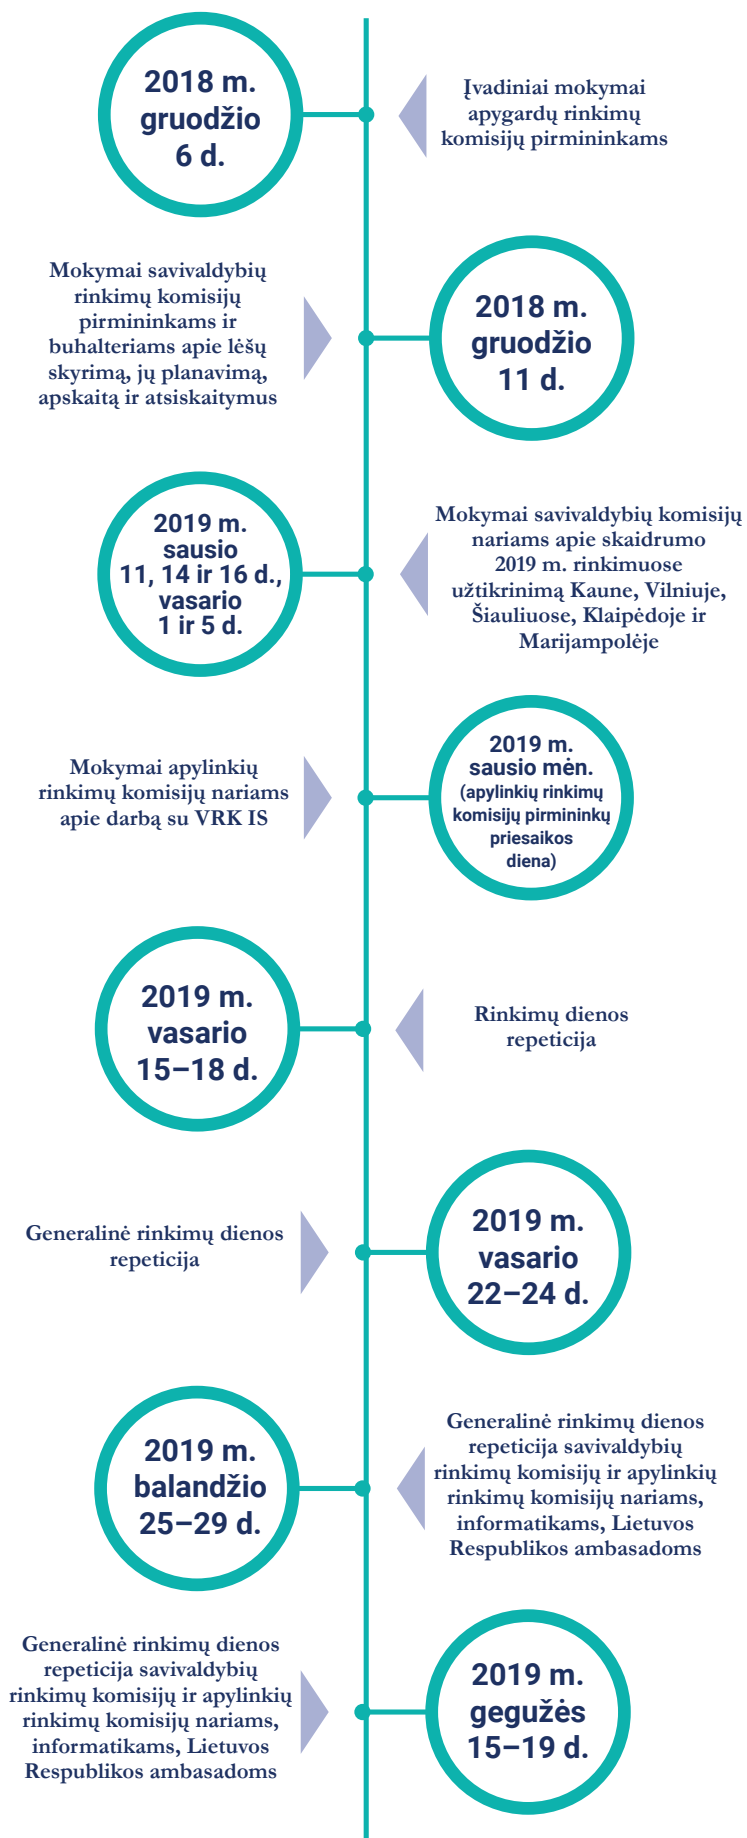 2018 m.
gruodžio
6 d.
Įvadiniai mokymai
apygardų rinkimų
komisijų pirmininkams
Mokymai savivaldybių
rinkimų komisijų
pirmininkams ir
buhalteriams apie lėšų
skyrimą, jų planavimą,
apskaitą ir atsiskaitymus
2018 m.
gruodžio
11 d.
2019 m.
sausio
11, 14 ir 16 d.,
vasario
1 ir 5 d.
Mokymai savivaldybių komisijų
nariams apie skaidrumo
2019 m. rinkimuose
užtikrinimą Kaune, Vilniuje,
Šiauliuose, Klaipėdoje ir
Marijampolėje
Mokymai apylinkių
rinkimų komisijų nariams
apie darbą su VRK IS
2019 m.
sausio mėn.
(apylinkių rinkimų
komisijų pirmininkų
priesaikos
diena)
2019 m.
vasario
15–18 d.
Rinkimų dienos
repeticija
Generalinė rinkimų dienos
repeticija
2019 m.
vasario
22–24 d.
2019 m.
balandžio
25–29 d.
Generalinė rinkimų dienos
repeticija savivaldybių
rinkimų komisijų ir apylinkių
rinkimų komisijų nariams,
informatikams, Lietuvos
Respublikos ambasadoms
Generalinė rinkimų dienos
repeticija savivaldybių
rinkimų komisijų ir apylinkių
rinkimų komisijų nariams,
informatikams, Lietuvos
Respublikos ambasadoms
2019 m.
gegužės
15–19 d.